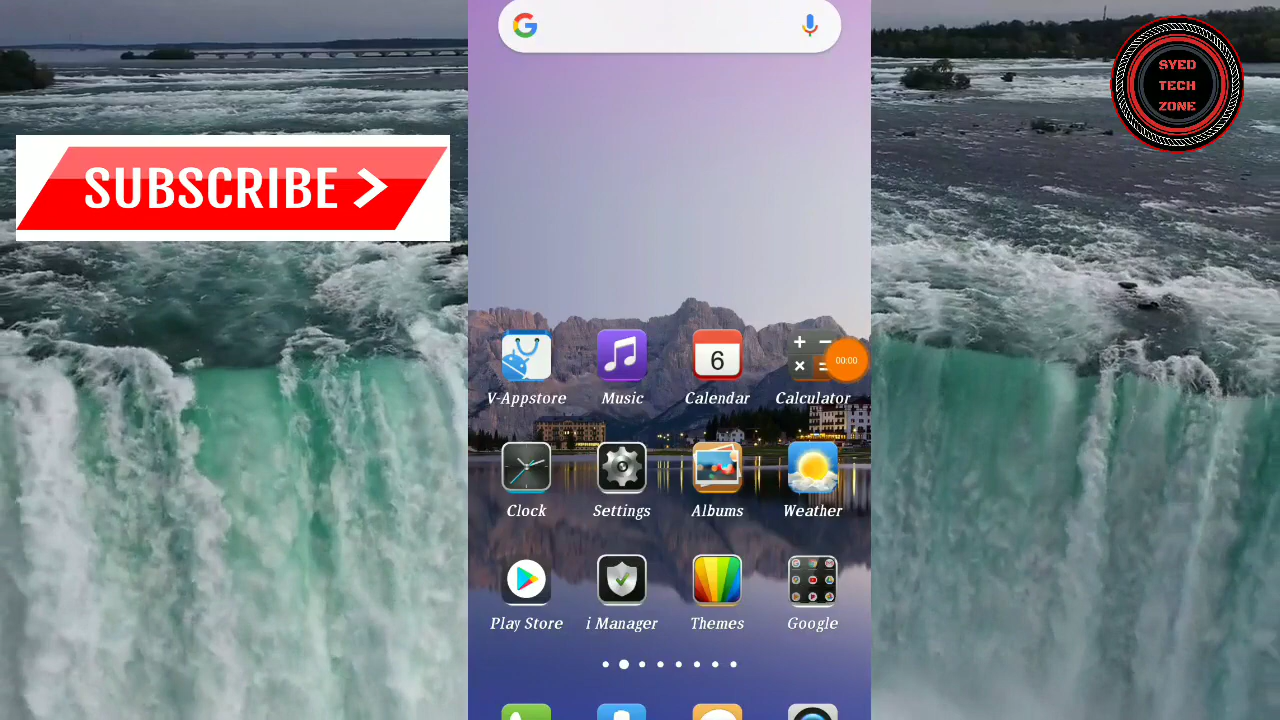 SUBSCRIBE >
SYED
TECH
ZONE
6
00:00
V-Appstore Music Calendar Calculator
Clock Settings Albums Weather
Play Store i Manager Themes Google